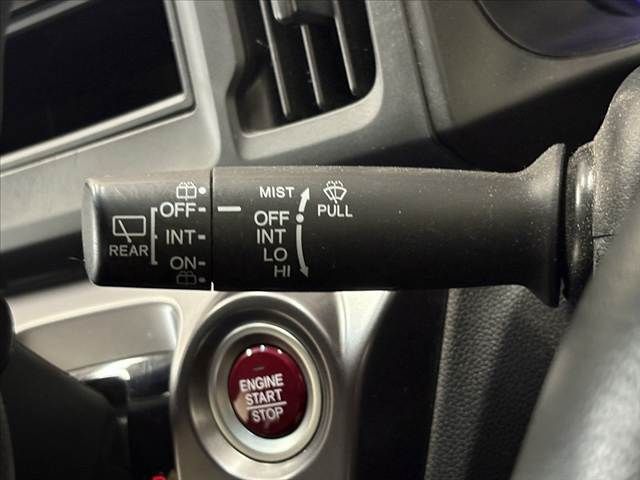 REAR
OFF
INT
ON
MIST
OFF
INT
LO
HI
PULL
ENGINE
START
STOP